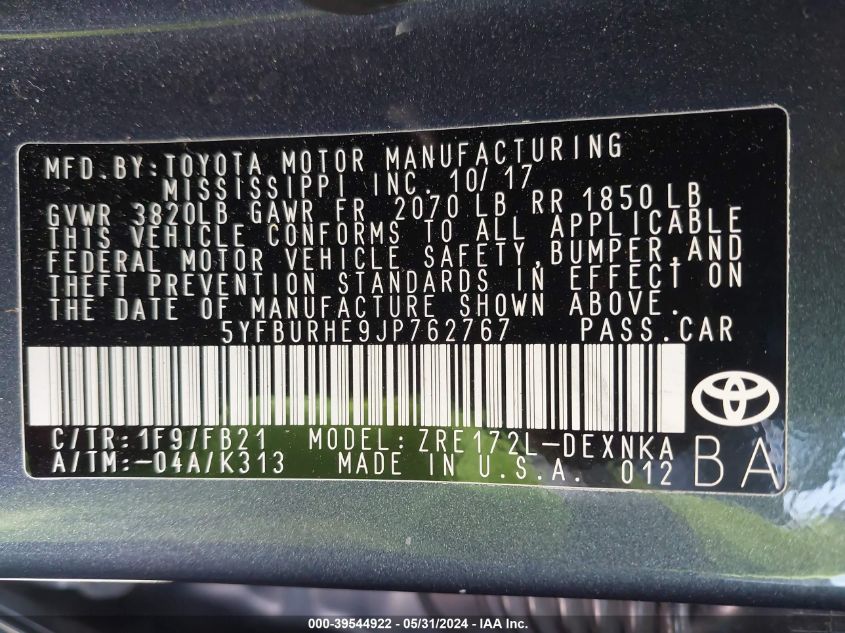 MFD.BY:TOYOTA MOTOR MANUFACTURING
MISSISSIPPI INC. 10/17
GVWR 3820LB GAWR FR 2070 LB RR 1850 LB
THIS VEHICLE CONFORMS TO ALL APPLICABLE
FEDERAL MOTOR VEHICLE SAFETY,BUMPER,AND
THEFT PREVENTION STANDARDS IN EFFECT ON
THE DATE OF MANUFACTURE SHOWN ABOVE.
5YFBURHE9JP762767 PASS.CAR
C/TR:1F9/FB21 MODEL:ZRE172L-DEXNKA
A/TM:-04A/K313 MADE IN U.S.A. 012 BA
000-39544922 - 05/31/2024 - IAA Inc.